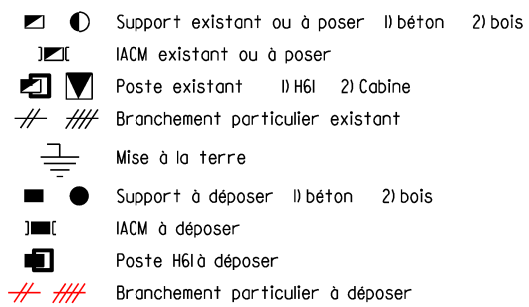 Support existant ou à poser 1) béton 2) bois
IACM existant ou à poser
Poste existant 1) H61 2) Cabine
Branchement particulier existant
Mise à la terre
Support à déposer 1) béton 2) bois
IACM à déposer
Poste H61 à déposer
Branchement particulier à déposer